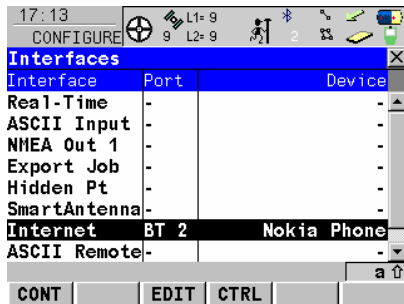 17:13
CONFIGURE
9 L1= 9
9 L2= 9
2
Interfaces
Interface Port Device
Real-Time - -
ASCII Input - -
NMEA Out 1 - -
Export Job - -
Hidden Pt - -
SmartAntenna - -
Internet BT 2 Nokia Phone
ASCII Remote - -
a
CONT EDIT CTRL